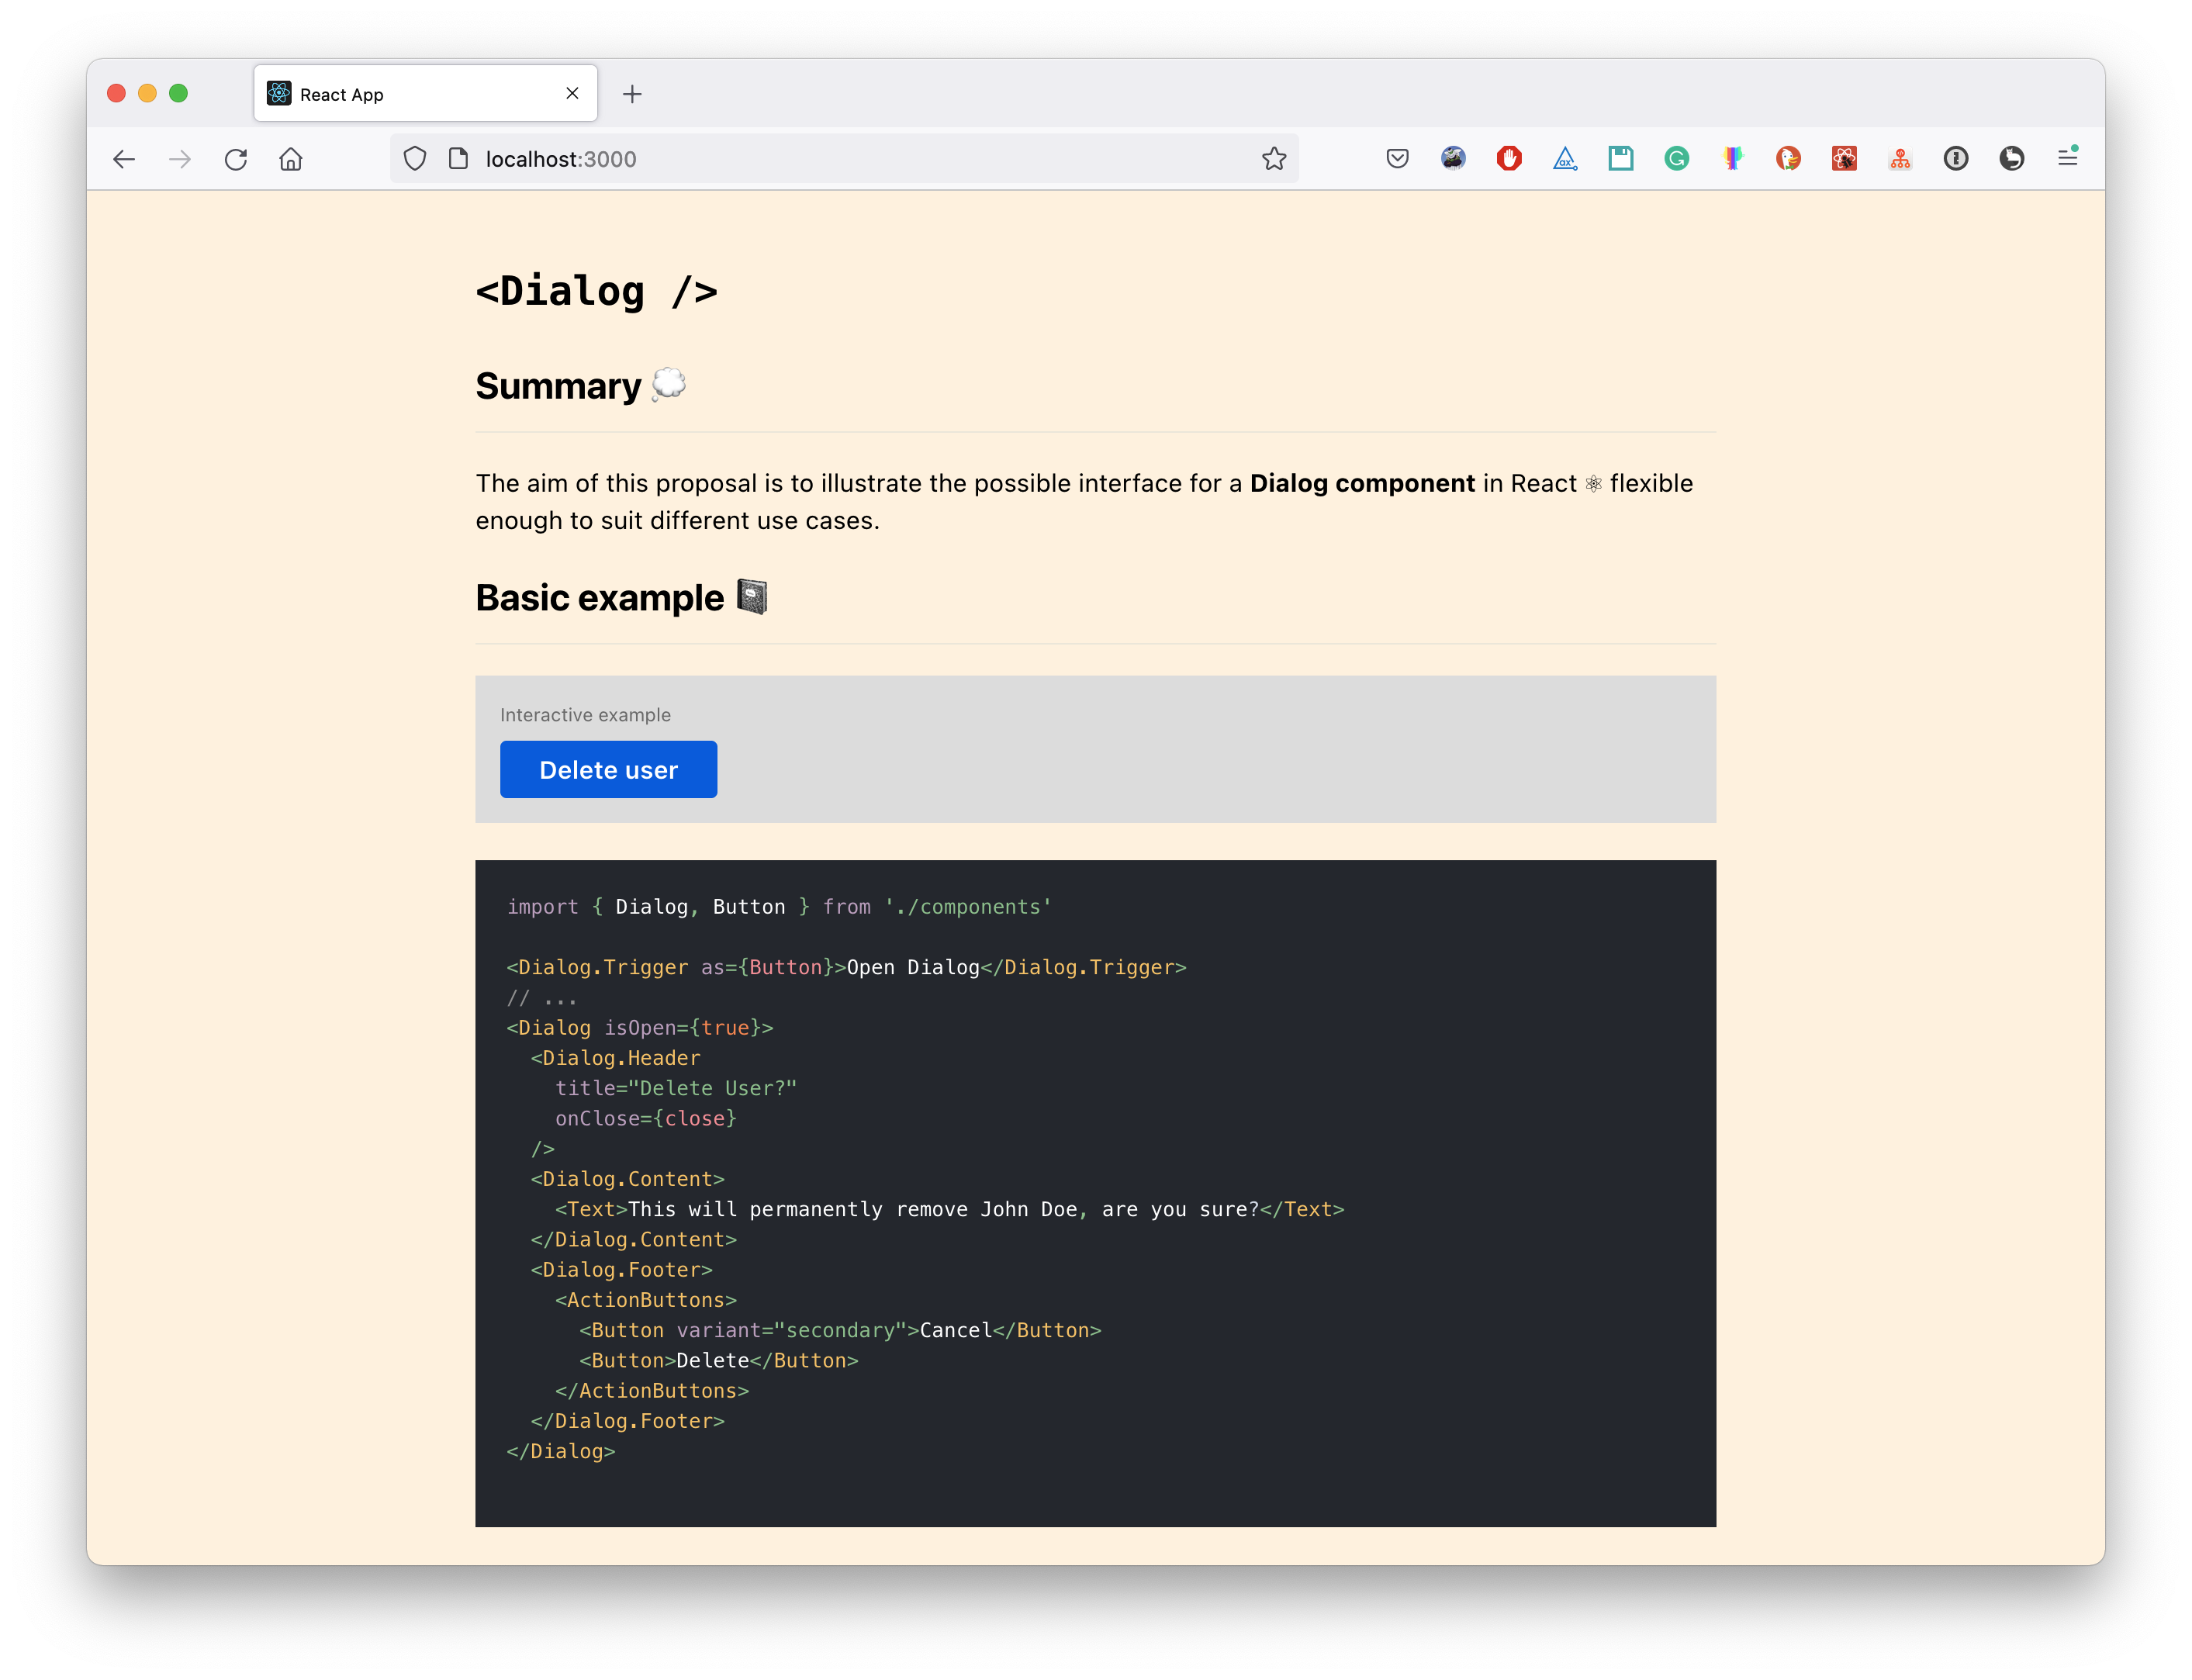 React App
localhost:3000
<Dialog />
Summary 💭
The aim of this proposal is to illustrate the possible interface for a Dialog component in React ⚛ flexible
enough to suit different use cases.
Basic example 📓
Interactive example
Delete user
import { Dialog, Button } from './components'
<Dialog.Trigger as={Button}>Open Dialog</Dialog.Trigger>
// ...
<Dialog isOpen={true}>
  <Dialog.Header
    title="Delete User?"
    onClose={close}
  />
  <Dialog.Content>
    <Text>This will permanently remove John Doe, are you sure?</Text>
  </Dialog.Content>
  <Dialog.Footer>
    <ActionButtons>
      <Button variant="secondary">Cancel</Button>
      <Button>Delete</Button>
    </ActionButtons>
  </Dialog.Footer>
</Dialog>